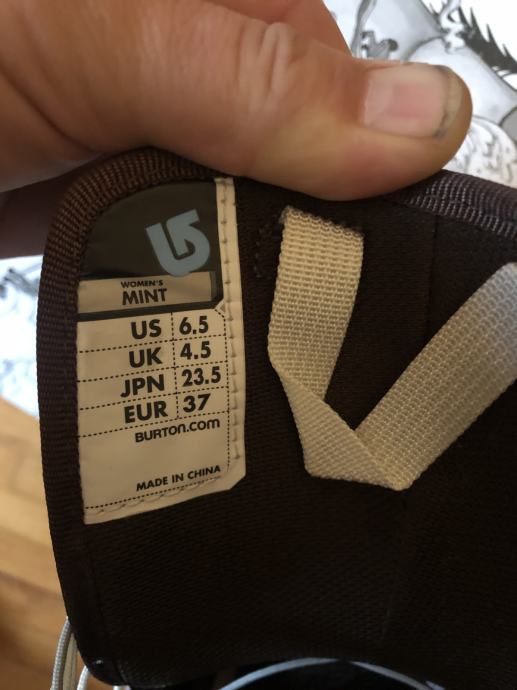 WOMEN'S
MINT
US 6.5
UK 4.5
JPN 23.5
EUR 37
BURTON.COM
MADE IN CHINA